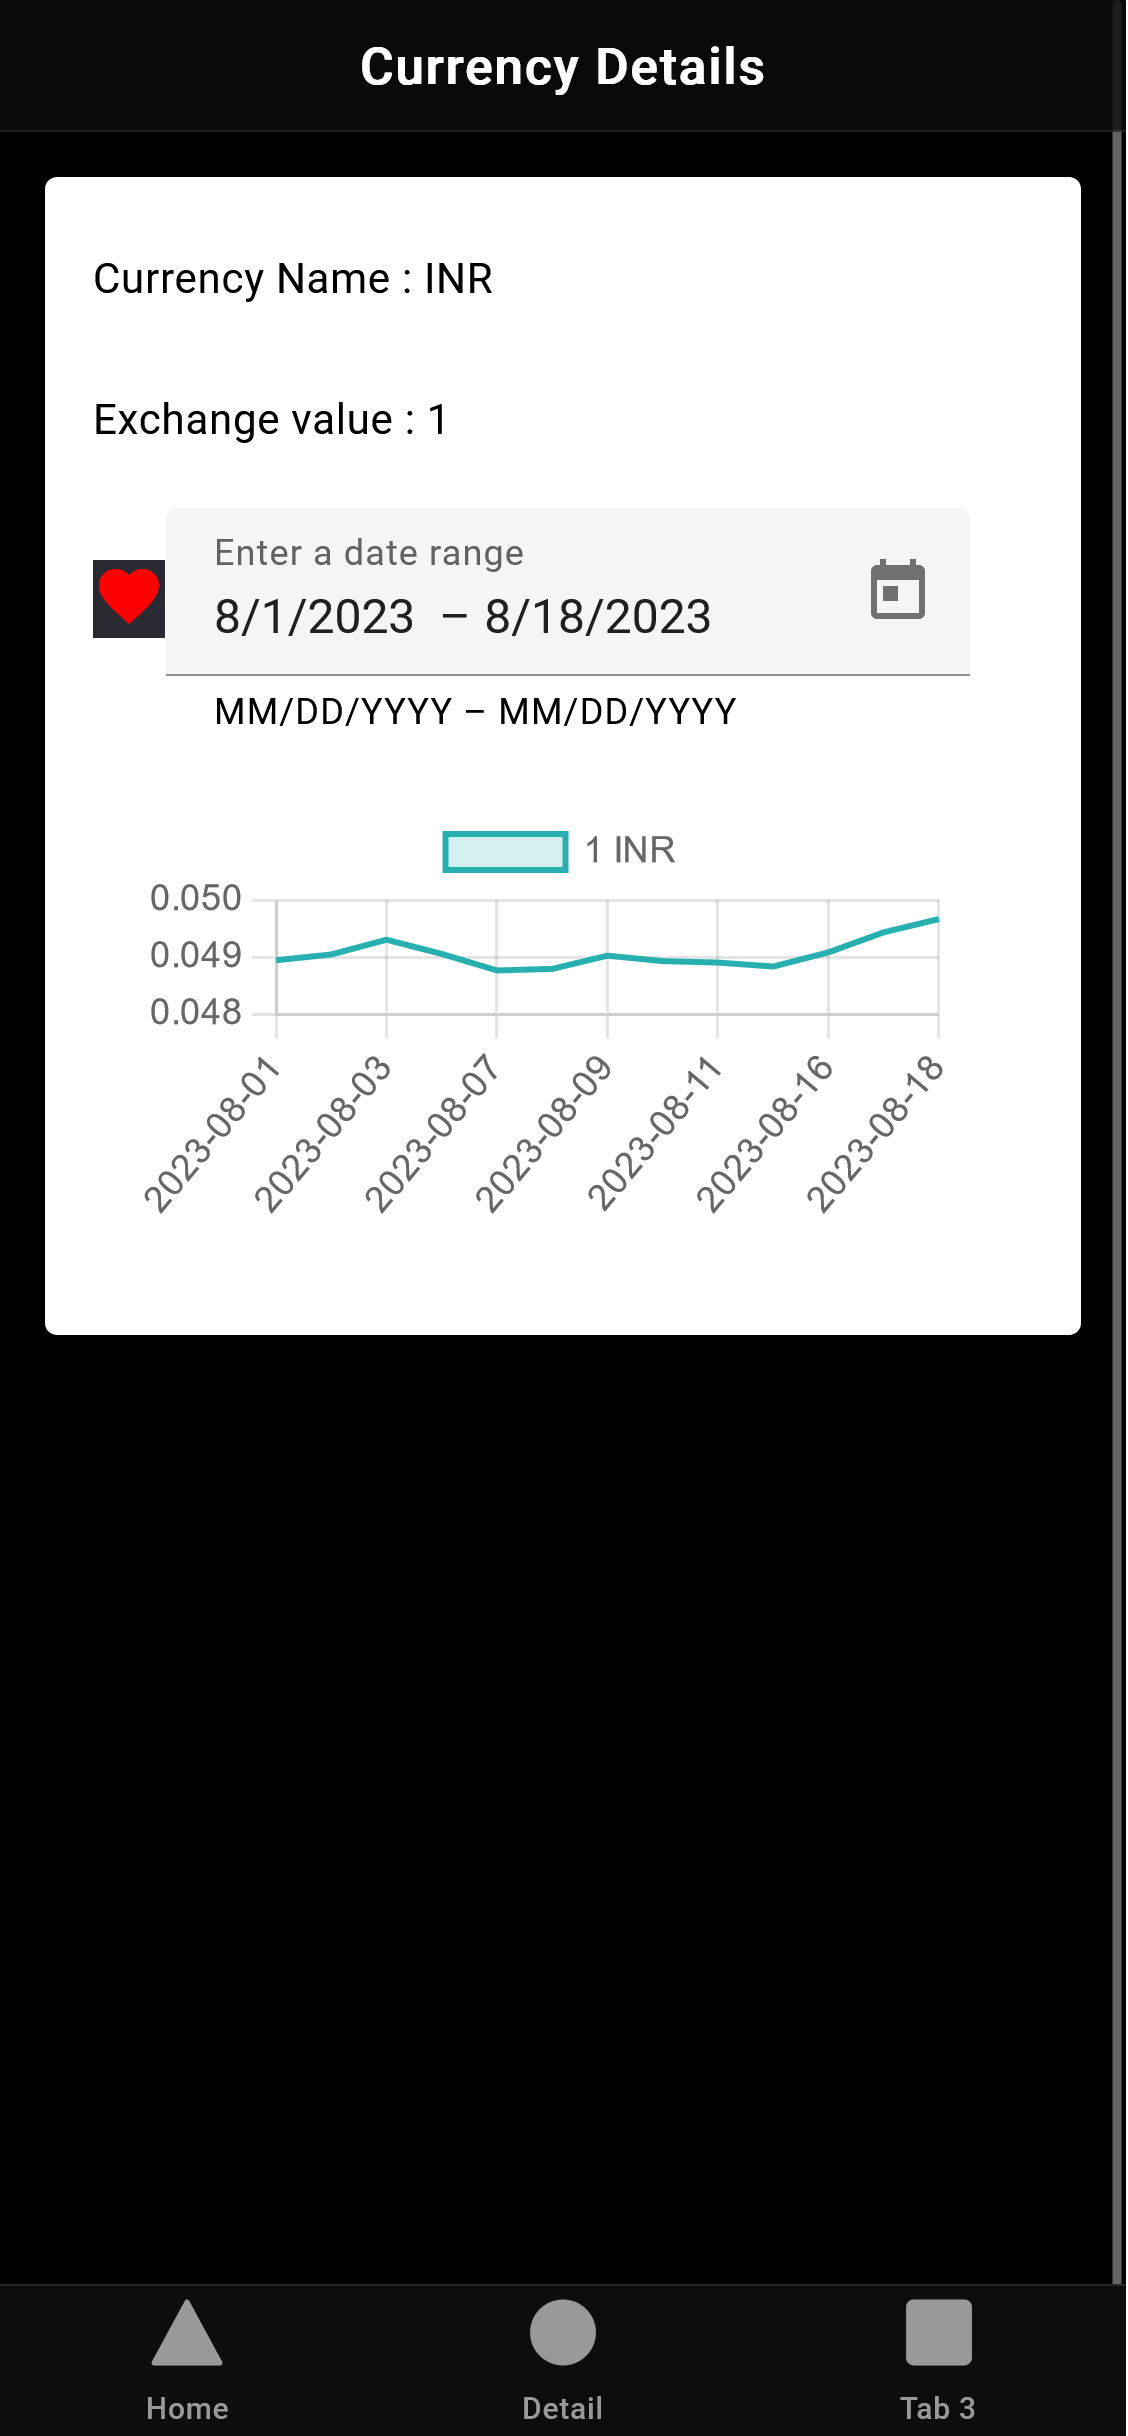 Currency Details
Currency Name : INR
Exchange value : 1
Enter a date range
8/1/2023 – 8/18/2023
MM/DD/YYYY – MM/DD/YYYY
1 INR
0.050
0.049
0.048
2023-08-01
2023-08-03
2023-08-07
2023-08-09
2023-08-11
2023-08-16
2023-08-18
Home
Detail
Tab 3